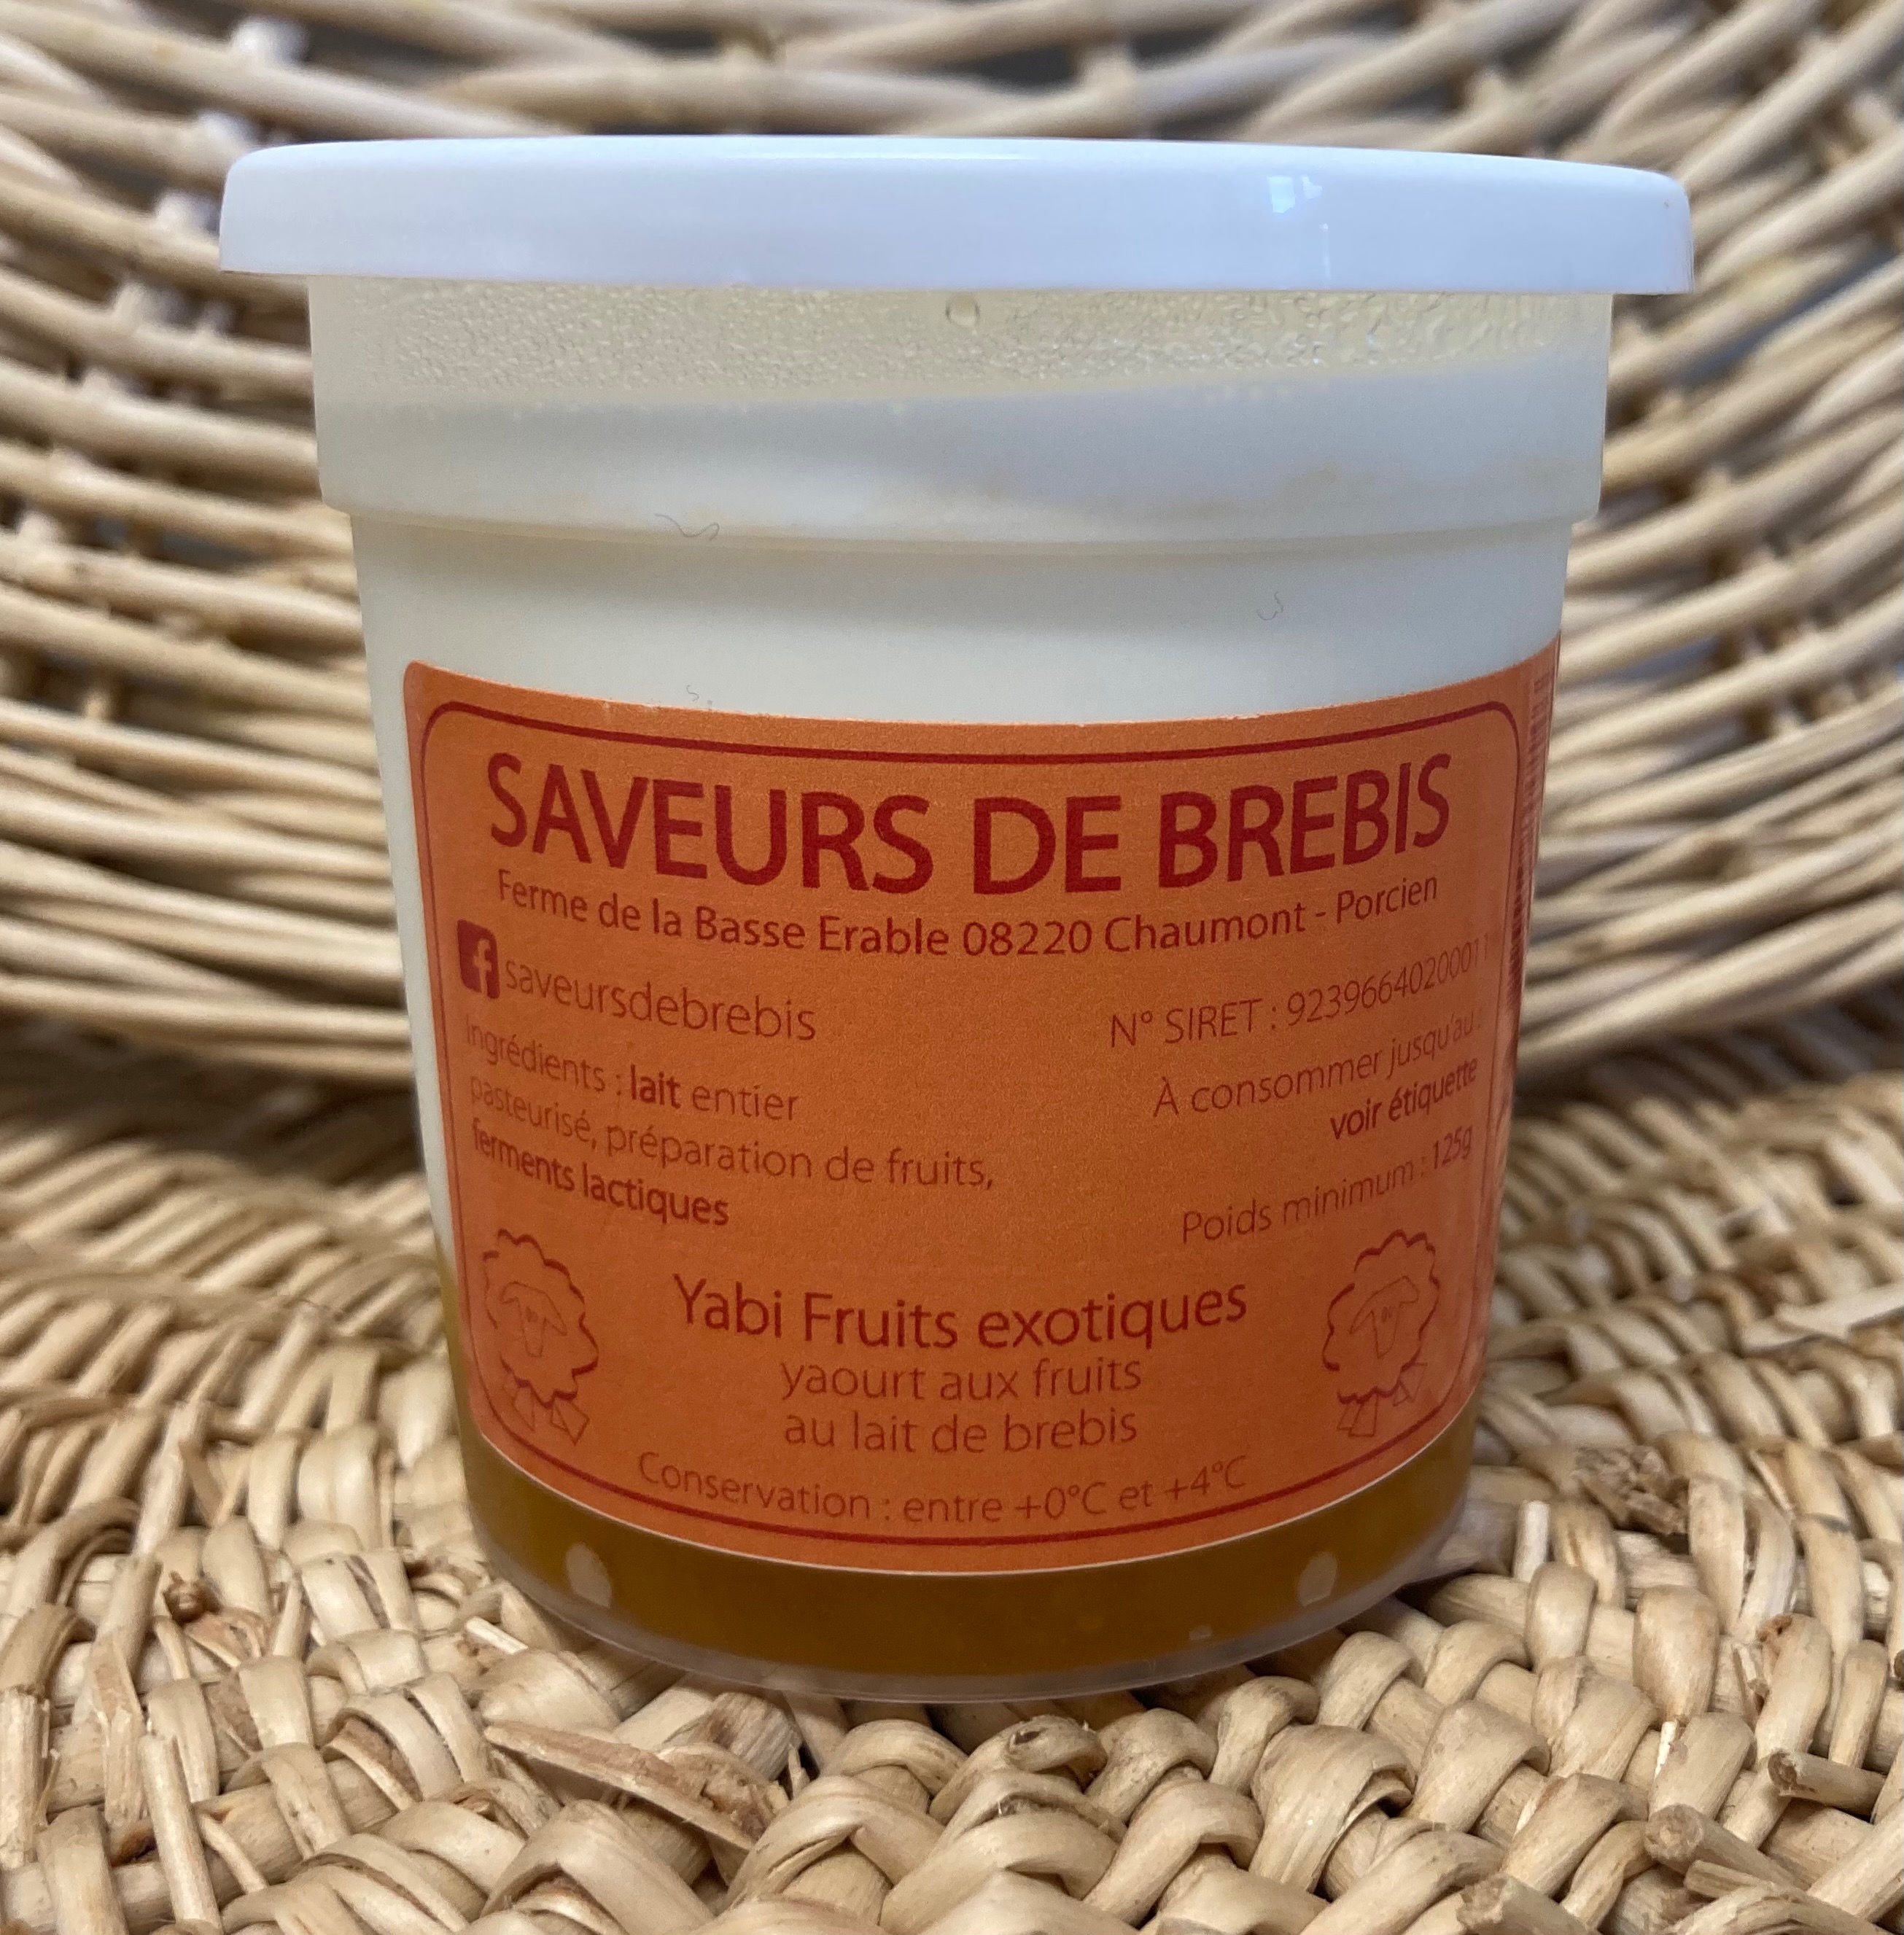 SAVEURS DE BREBIS
Ferme de la Basse Erable 08220 Chaumont - Porcien
f saveursdebrebis
N° SIRET : 92396640200011
Ingrédients : lait entier
pasteurisé, préparation de fruits,
ferments lactiques
À consommer jusqu'au :
voir étiquette
Poids minimum : 125g
Yabi Fruits exotiques
yaourt aux fruits
au lait de brebis
Conservation : entre +0°C et +4°C